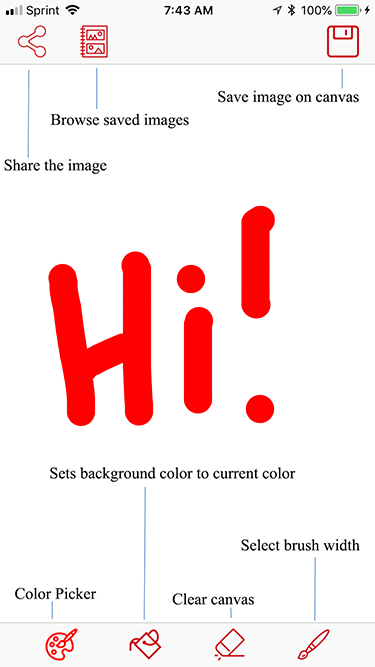 Sprint 7:43 AM 100%
Save image on canvas
Browse saved images
Share the image
Hi!
Sets background color to current color
Select brush width
Color Picker
Clear canvas